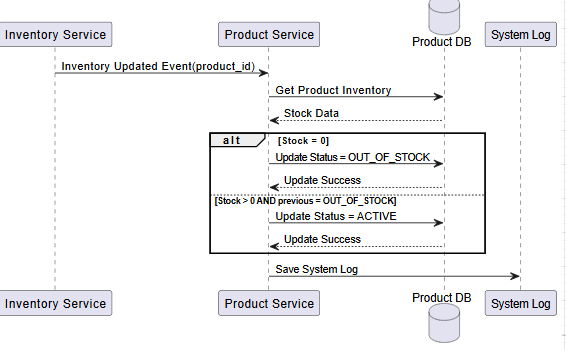 Inventory Service
Product Service
Product DB
System Log
Inventory Updated Event(product_id)
Get Product Inventory
Stock Data
alt
[Stock = 0]
Update Status = OUT_OF_STOCK
Update Success
[Stock > 0 AND previous = OUT_OF_STOCK]
Update Status = ACTIVE
Update Success
Save System Log
Inventory Service
Product Service
Product DB
System Log